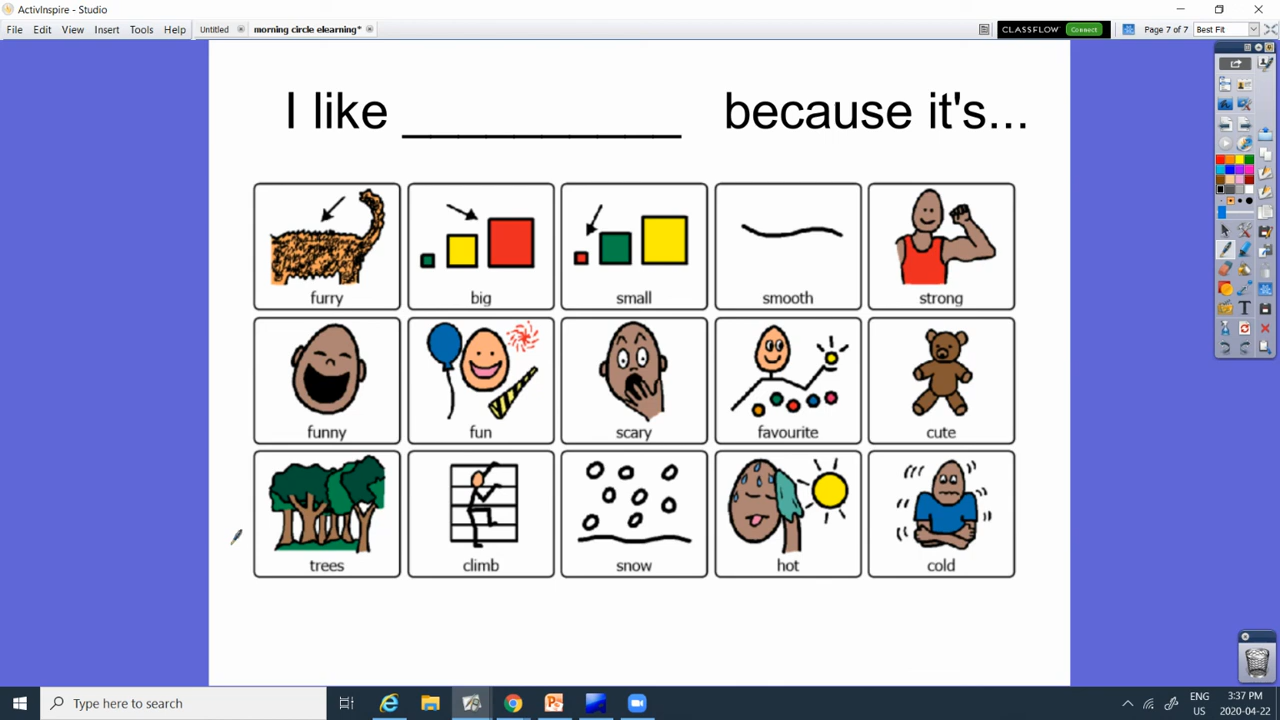 ActivInspire - Studio
File Edit View Insert Tools Help Untitled morning circle elearning* CLASSFLOW Connect Page 7 of 7 Best Fit
I like __________ because it's...
furry big small smooth strong
funny fun scary favourite cute
trees climb snow hot cold
Type here to search
ENG
US
3:37 PM
2020-04-22